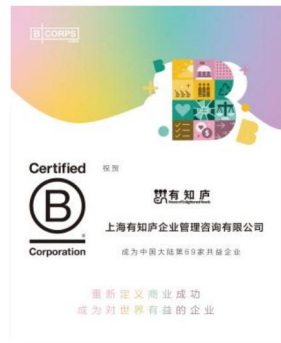 B CORPS
Certified
祝贺
B
有知庐
上海有知庐企业管理咨询有限公司
Corporation
成为中国大陆第69家共益企业
重新定义商业成功
成为对世界有益的企业